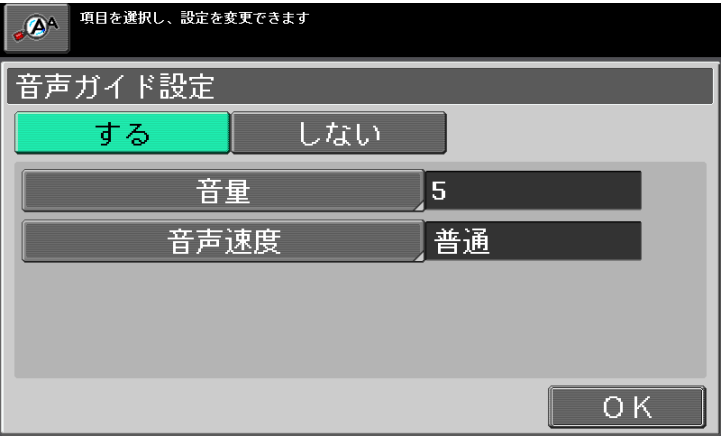 項目を選択し、設定を変更できます
音声ガイド設定
する しない
音量 5
音声速度 普通
OK